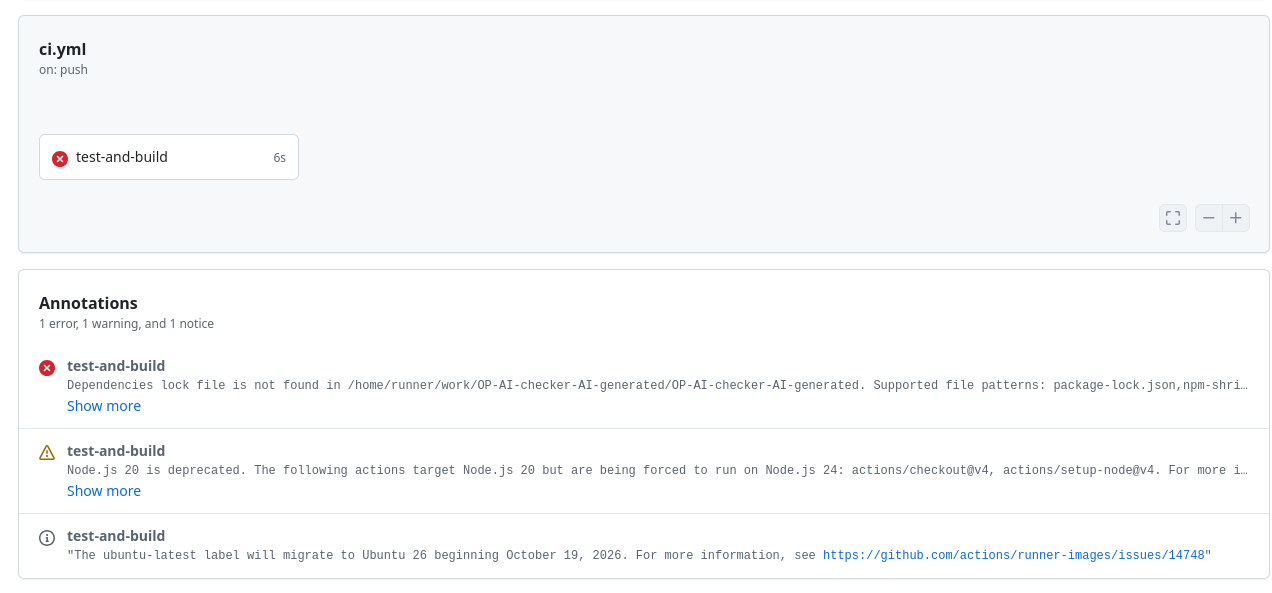 ci.yml
on: push
test-and-build 6s
Annotations
1 error, 1 warning, and 1 notice
test-and-build
Dependencies lock file is not found in /home/runner/work/OP-AI-checker-AI-generated/OP-AI-checker-AI-generated. Supported file patterns: package-lock.json,npm-shri…
Show more
test-and-build
Node.js 20 is deprecated. The following actions target Node.js 20 but are being forced to run on Node.js 24: actions/checkout@v4, actions/setup-node@v4. For more i…
Show more
test-and-build
"The ubuntu-latest label will migrate to Ubuntu 26 beginning October 19, 2026. For more information, see https://github.com/actions/runner-images/issues/14748"